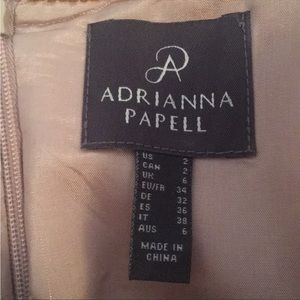 ADRIANNA
PAPELL
US 2
CAN 2
UK 6
EU/FR 34
DE 32
ES 36
IT 38
AUS 6
MADE IN
CHINA